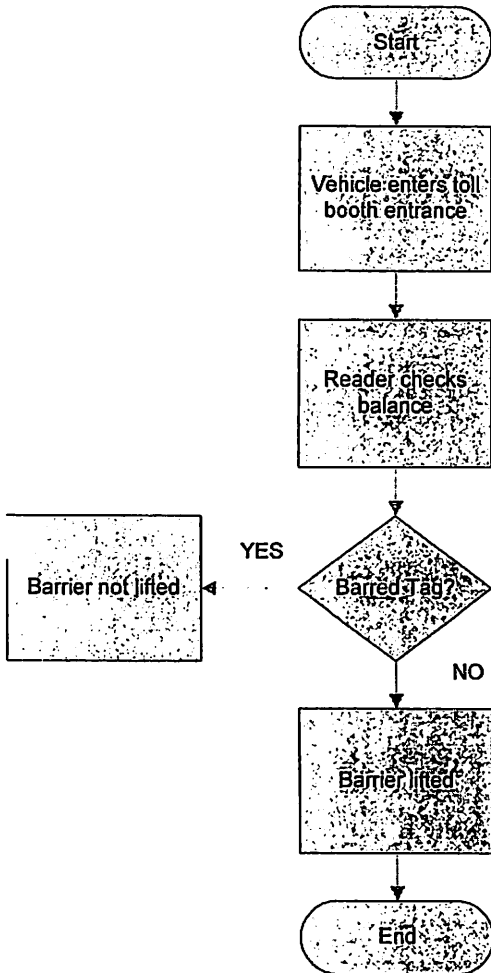 Start
Vehicle enters toll
booth entrance
Reader checks
balance
YES
Barrier not lifted
Barred Tag?
NO
Barrier lifted
End